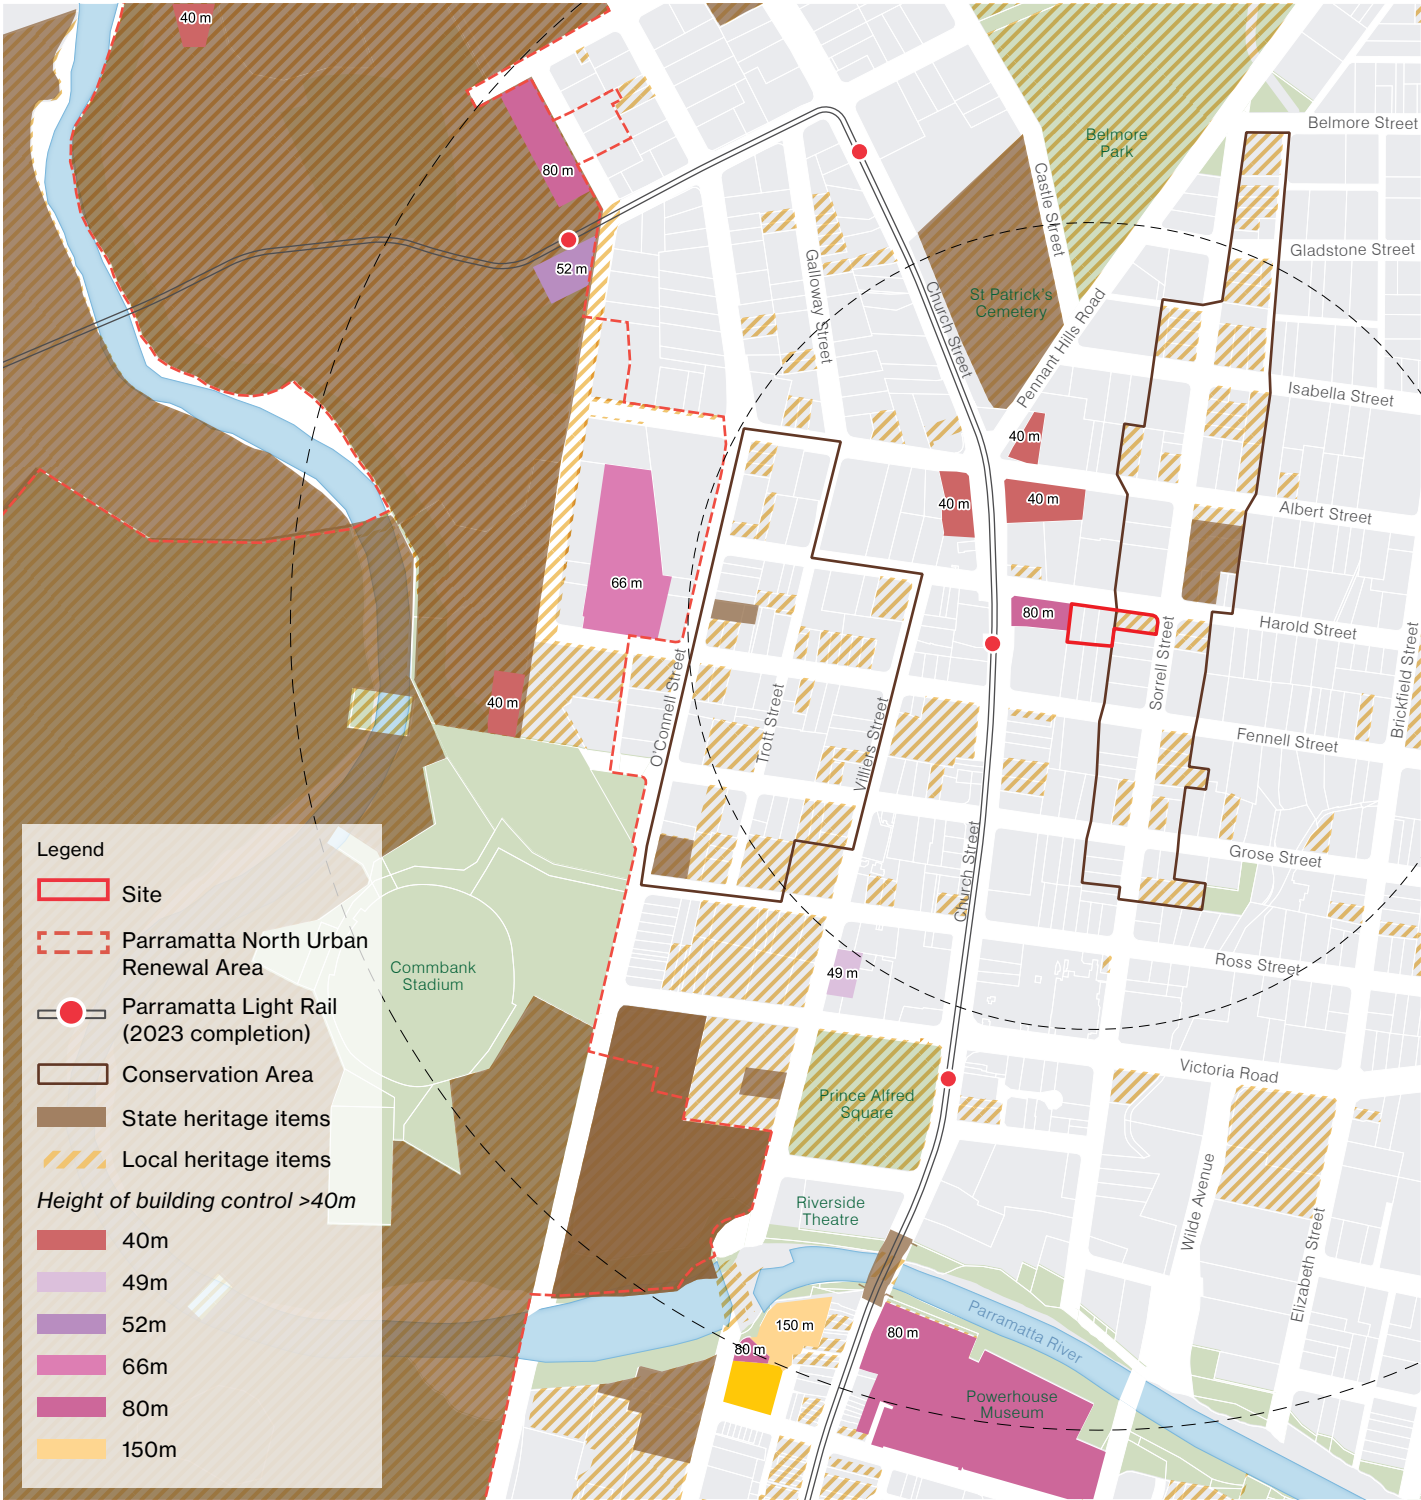 40 m
Belmore Street
Belmore
Park
Castle Street
80 m
Gladstone Street
52 m
Galloway Street
Church Street
St Patrick's
Cemetery
Pennant Hills Road
Isabella Street
40 m
40 m
40 m
Albert Street
66 m
80 m
Harold Street
Sorrell Street
Brickfield Street
40 m
O'Connell Street
Trott Street
Villiers Street
Fennell Street
Church Street
Grose Street
Commbank
Stadium
49 m
Ross Street
Victoria Road
Prince Alfred
Square
Riverside
Theatre
Wilde Avenue
Elizabeth Street
150 m
80 m
80 m
Parramatta River
Powerhouse
Museum
Legend
Site
Parramatta North Urban
Renewal Area
Parramatta Light Rail
(2023 completion)
Conservation Area
State heritage items
Local heritage items
Height of building control >40m
40m
49m
52m
66m
80m
150m